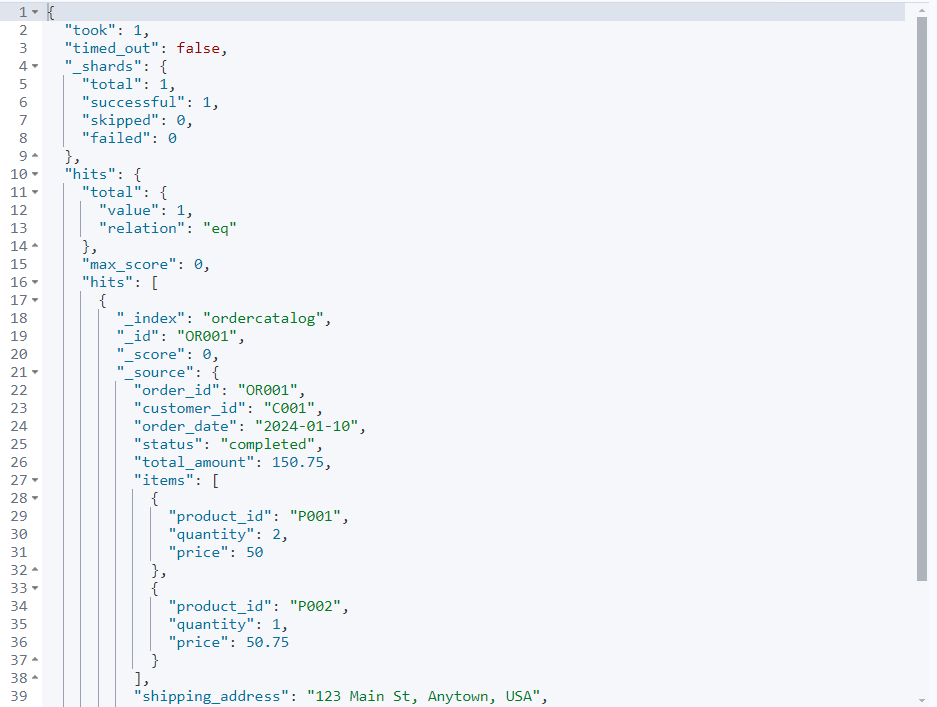 1 {
2 "took": 1,
3 "timed_out": false,
4 "_shards": {
5 "total": 1,
6 "successful": 1,
7 "skipped": 0,
8 "failed": 0
9 },
10 "hits": {
11 "total": {
12 "value": 1,
13 "relation": "eq"
14 },
15 "max_score": 0,
16 "hits": [
17 {
18 "_index": "ordercatalog",
19 "_id": "OR001",
20 "_score": 0,
21 "_source": {
22 "order_id": "OR001",
23 "customer_id": "C001",
24 "order_date": "2024-01-10",
25 "status": "completed",
26 "total_amount": 150.75,
27 "items": [
28 {
29 "product_id": "P001",
30 "quantity": 2,
31 "price": 50
32 },
33 {
34 "product_id": "P002",
35 "quantity": 1,
36 "price": 50.75
37 }
38 ],
39 "shipping_address": "123 Main St, Anytown, USA",